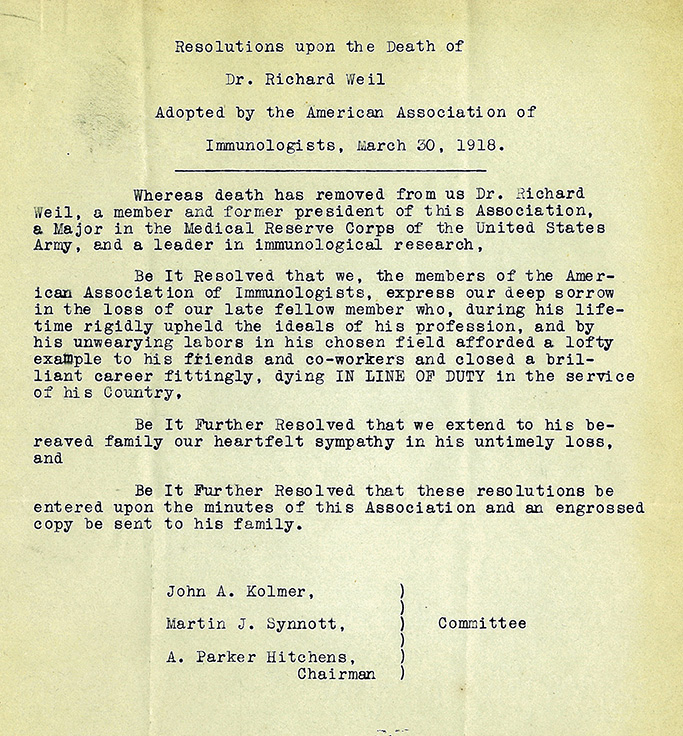 Resolutions upon the Death of
Dr. Richard Weil
Adopted by the American Association of
Immunologists, March 30, 1918.
Whereas death has removed from us Dr. Richard
Weil, a member and former president of this Association,
a Major in the Medical Reserve Corps of the United States
Army, and a leader in immunological research,
Be It Resolved that we, the members of the Amer-
ican Association of Immunologists, express our deep sorrow
in the loss of our late fellow member who, during his life-
time rigidly upheld the ideals of his profession, and by
his unwearying labors in his chosen field afforded a lofty
example to his friends and co-workers and closed a bril-
liant career fittingly, dying IN LINE OF DUTY in the service
of his Country,
Be It Further Resolved that we extend to his be-
reaved family our heartfelt sympathy in his untimely loss,
and
Be It Further Resolved that these resolutions be
entered upon the minutes of this Association and an engrossed
copy be sent to his family.
John A. Kolmer, )
)
Martin J. Synnott, ) Committee
)
A. Parker Hitchens, )
Chairman )